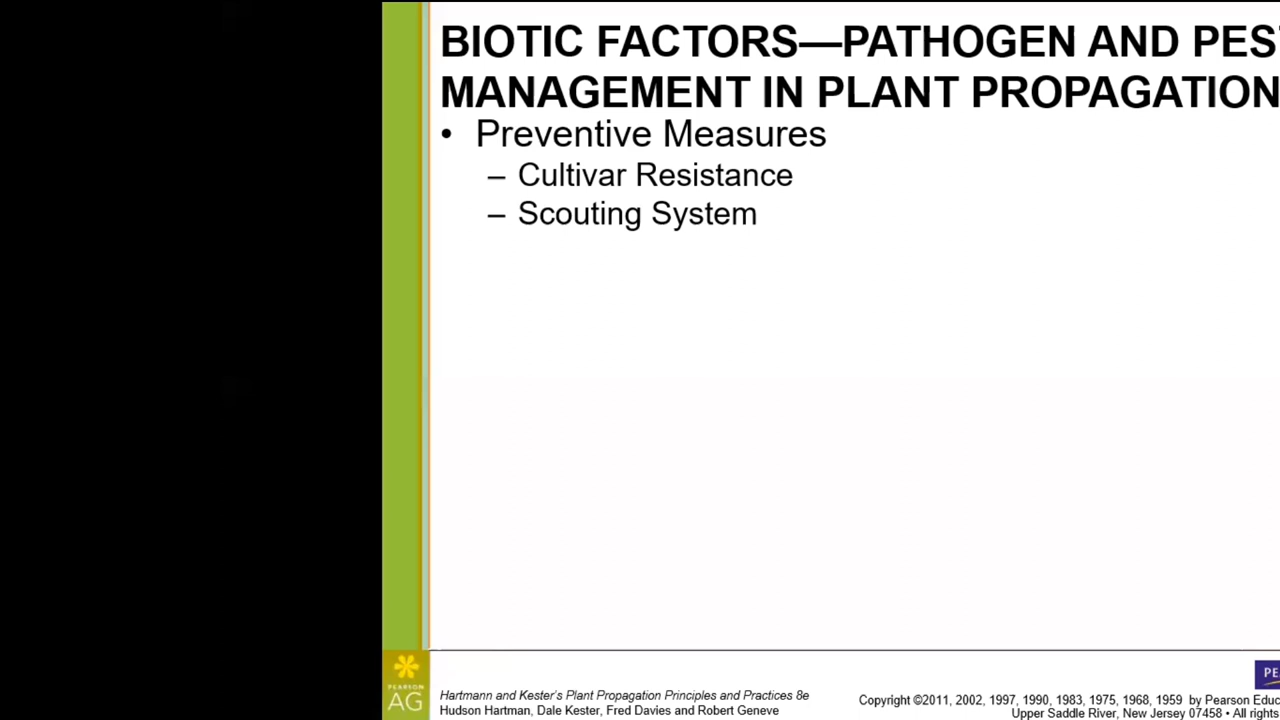 BIOTIC FACTORS—PATHOGEN AND PES
MANAGEMENT IN PLANT PROPAGATION
• Preventive Measures
– Cultivar Resistance
– Scouting System
PEARSON
AG
Hartmann and Kester's Plant Propagation Principles and Practices 8e
Hudson Hartman, Dale Kester, Fred Davies and Robert Geneve
PE
Copyright ©2011, 2002, 1997, 1990, 1983, 1975, 1968, 1959 by Pearson Educ
Upper Saddle River, New Jersey 07458 • All rights